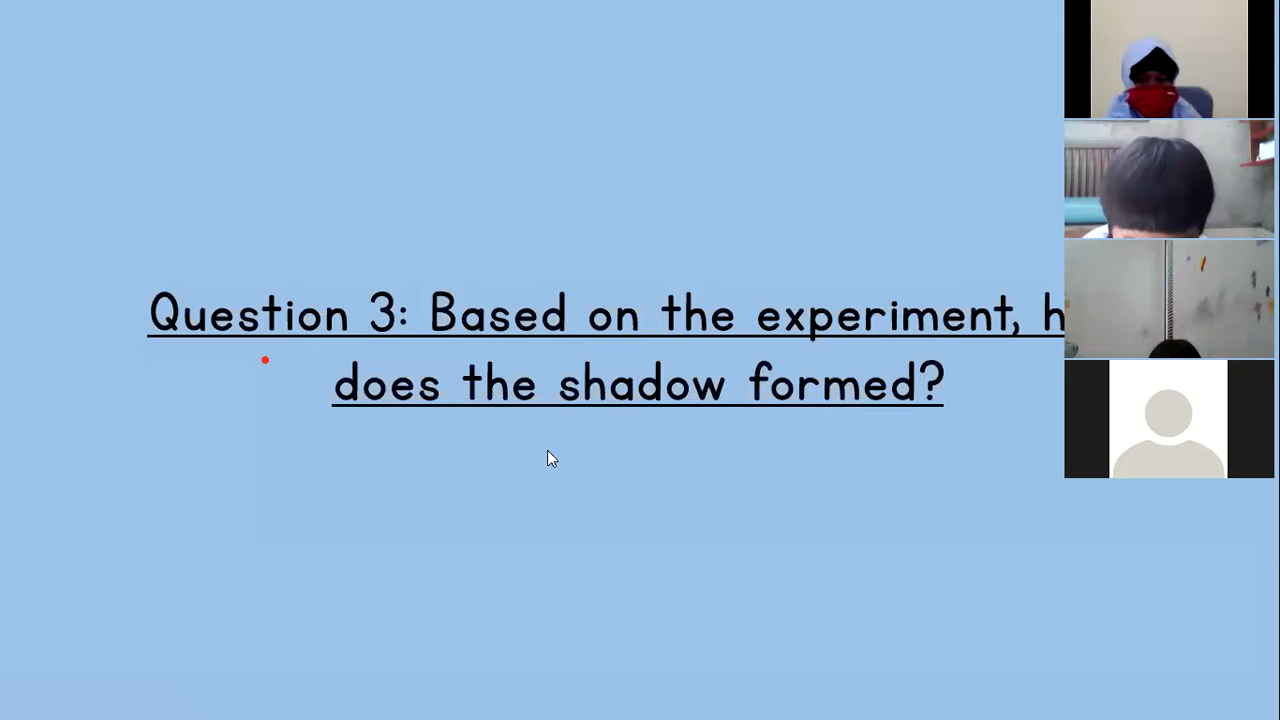 Question 3: Based on the experiment, h
does the shadow formed?